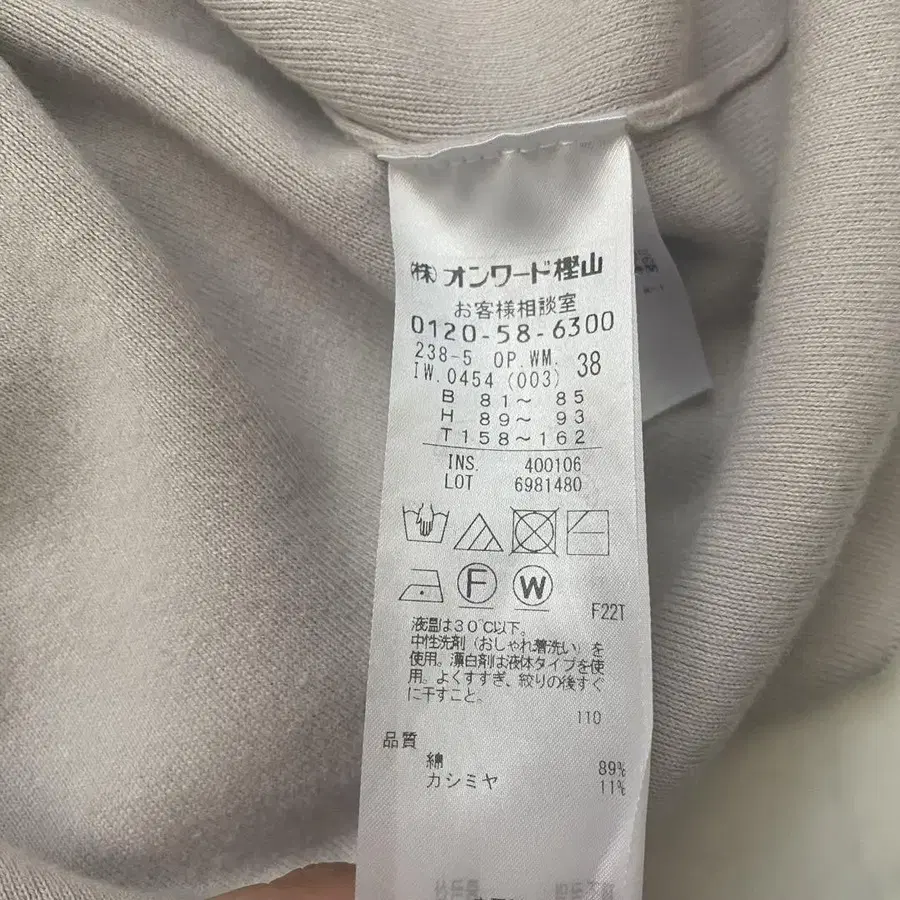 (株)オンワード樫山
お客様相談室
0120-58-6300
238-5 OP.WM. 38
IW.0454 (003)
B 81～ 85
H 89～ 93
T158～162
INS. 400106
LOT 6981480
F W
F22T
液温は30℃以下。
中性洗剤（おしゃれ着洗い）を
使用。漂白剤は液体タイプを使
用。よくすすぎ、絞りの後すぐ
に干すこと。
110
品質
綿 89%
カシミヤ 11%